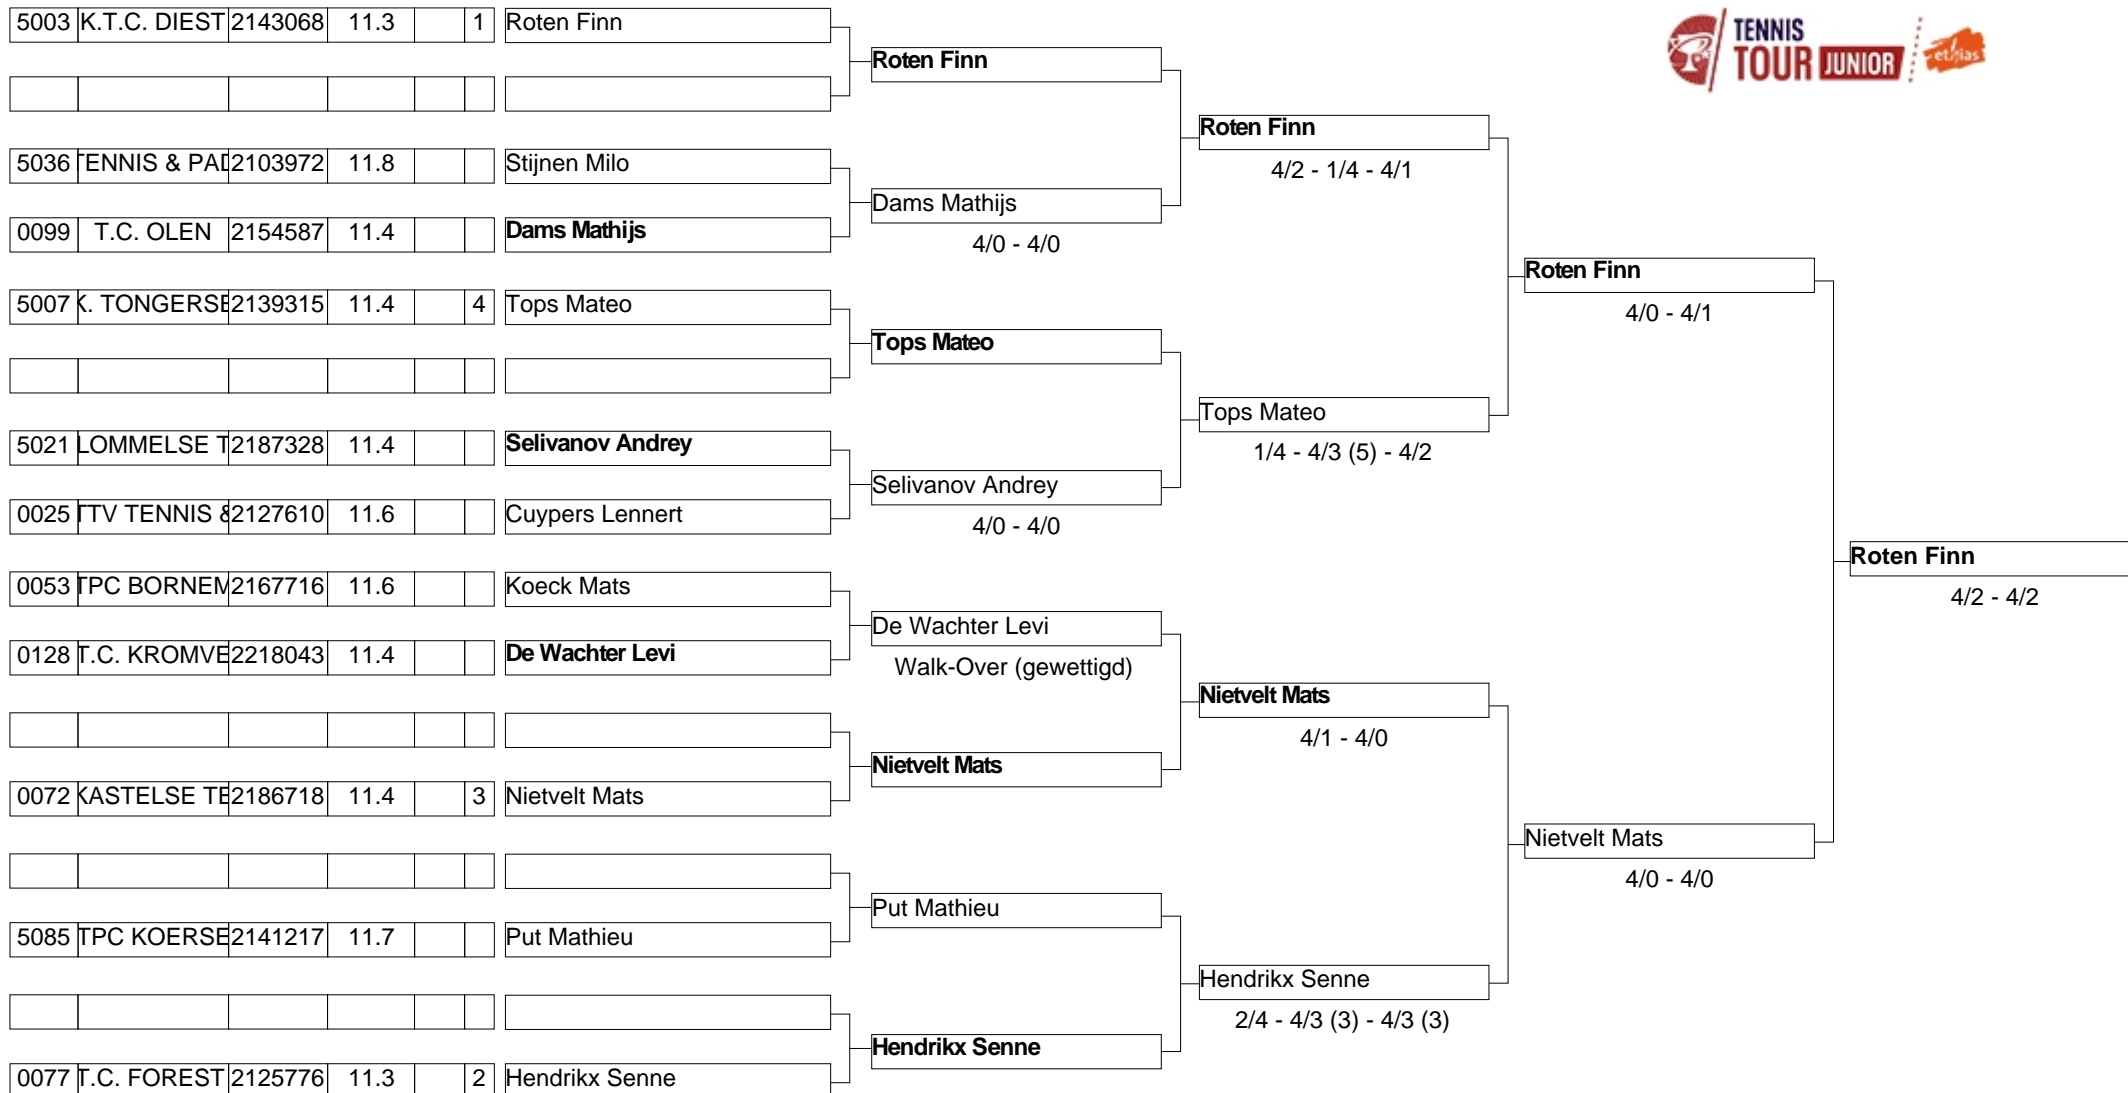 TENNIS
TOUR JUNIOR
ethias
5003 K.T.C. DIEST 2143068 11.3 1 Roten Finn
Roten Finn
Roten Finn
4/2 - 1/4 - 4/1
5036 TENNIS & PAD 2103972 11.8 Stijnen Milo
Dams Mathijs
4/0 - 4/0
0099 T.C. OLEN 2154587 11.4 Dams Mathijs
Roten Finn
4/0 - 4/1
5007 K. TONGERSE 2139315 11.4 4 Tops Mateo
Tops Mateo
Tops Mateo
1/4 - 4/3 (5) - 4/2
5021 LOMMELSE T 2187328 11.4 Selivanov Andrey
Selivanov Andrey
4/0 - 4/0
0025 TTV TENNIS & 2127610 11.6 Cuypers Lennert
Roten Finn
4/2 - 4/2
0053 TPC BORNEM 2167716 11.6 Koeck Mats
De Wachter Levi
Walk-Over (gewettigd)
0128 T.C. KROMVE 2218043 11.4 De Wachter Levi
Nietvelt Mats
4/1 - 4/0
Nietvelt Mats
0072 KASTELSE TE 2186718 11.4 3 Nietvelt Mats
Nietvelt Mats
4/0 - 4/0
Put Mathieu
5085 TPC KOERSE 2141217 11.7 Put Mathieu
Hendrikx Senne
2/4 - 4/3 (3) - 4/3 (3)
Hendrikx Senne
0077 T.C. FOREST 2125776 11.3 2 Hendrikx Senne